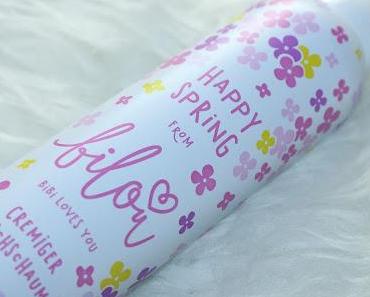 HAPPY
SPRING
FROM
bilou
BiBi LOVES YOU
CREMIGER